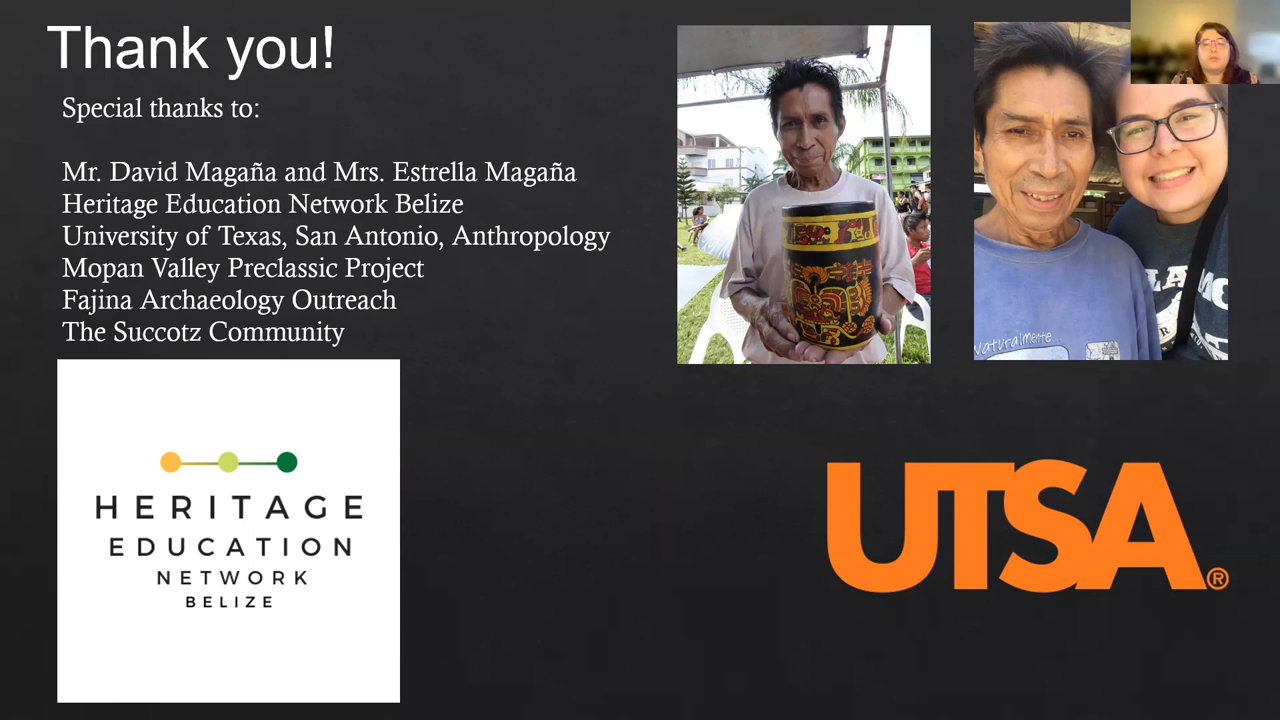 Thank you!
Special thanks to:
Mr. David Magaña and Mrs. Estrella Magaña
Heritage Education Network Belize
University of Texas, San Antonio, Anthropology
Mopan Valley Preclassic Project
Fajina Archaeology Outreach
The Succotz Community
Naturalmente
HERITAGE
EDUCATION
NETWORK
BELIZE
UTSA®